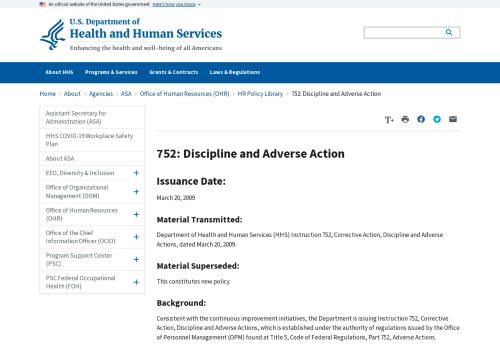 An official website of the United States government Here's how you know
U.S. Department of
Health and Human Services
Enhancing the health and well-being of all Americans
About HHS Programs & Services Grants & Contracts Laws & Regulations
Home › About › Agencies › ASA › Office of Human Resources (OHR) › HR Policy Library › 752 Discipline and Adverse Action
Assistant Secretary for
Administration (ASA)
HHS COVID-19 Workplace Safety
Plan
About ASA
EEO, Diversity & Inclusion +
Office of Organizational
Management (OOM) +
Office of Human Resources
(OHR) +
Office of the Chief
Information Officer (OCIO) +
Program Support Center
(PSC) +
PSC Federal Occupational
Health (FOH) +
T+
752: Discipline and Adverse Action
Issuance Date:
March 20, 2009
Material Transmitted:
Department of Health and Human Services (HHS) Instruction 752, Corrective Action, Discipline and Adverse
Actions, dated March 20, 2009.
Material Superseded:
This constitutes new policy.
Background:
Consistent with the continuous improvement initiatives, the Department is issuing Instruction 752, Corrective
Action, Discipline and Adverse Actions, which is established under the authority of regulations issued by the Office
of Personnel Management (OPM) found at Title 5, Code of Federal Regulations, Part 752, Adverse Actions.